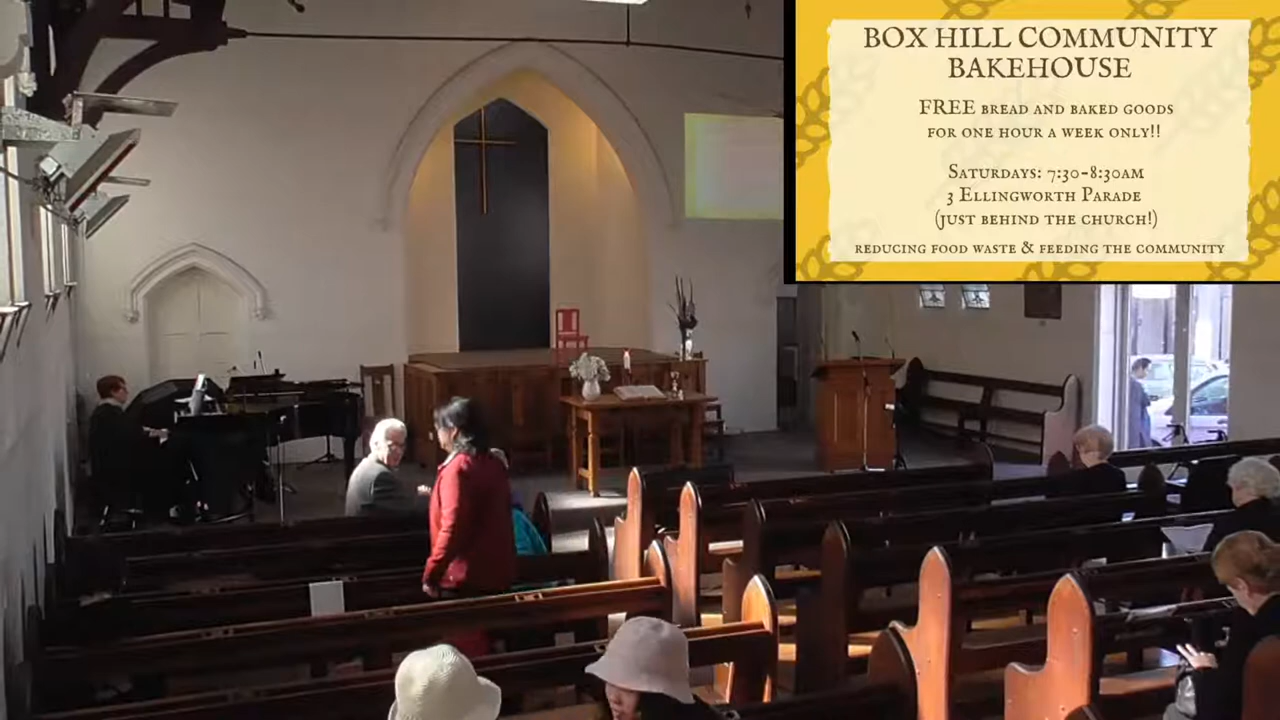 BOX HILL COMMUNITY
BAKEHOUSE
FREE BREAD AND BAKED GOODS
FOR ONE HOUR A WEEK ONLY!!
SATURDAYS: 7:30-8:30AM
3 ELLINGWORTH PARADE
(JUST BEHIND THE CHURCH!)
REDUCING FOOD WASTE & FEEDING THE COMMUNITY